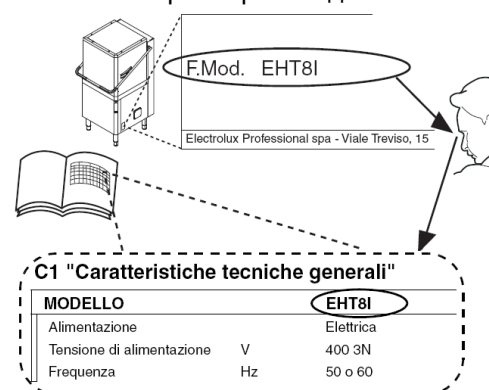 F.Mod. EHT8I
Electrolux Professional spa - Viale Treviso, 15
C1 "Caratteristiche tecniche generali"
MODELLO EHT8I
Alimentazione Elettrica
Tensione di alimentazione V 400 3N
Frequenza Hz 50 o 60